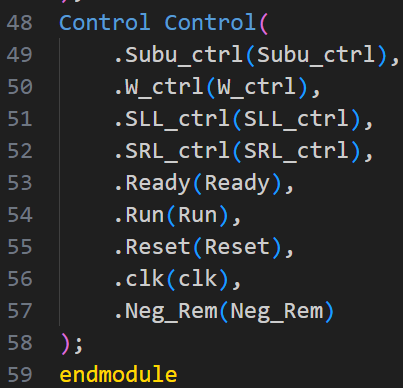 48 Control Control(
49     .Subu_ctrl(Subu_ctrl),
50     .W_ctrl(W_ctrl),
51     .SLL_ctrl(SLL_ctrl),
52     .SRL_ctrl(SRL_ctrl),
53     .Ready(Ready),
54     .Run(Run),
55     .Reset(Reset),
56     .clk(clk),
57     .Neg_Rem(Neg_Rem)
58 );
59 endmodule